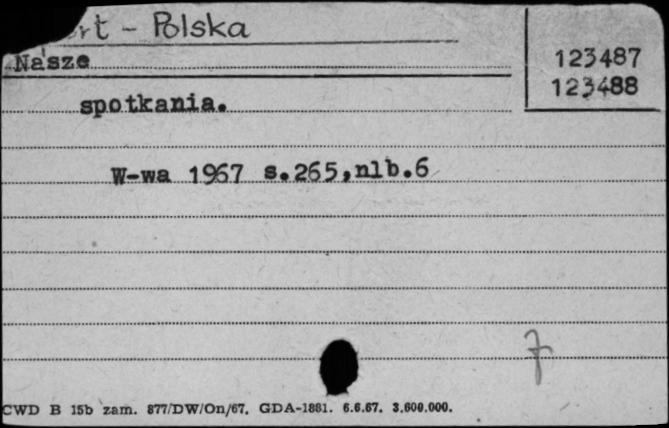 - Polska
Nasze
123487
123488
spotkania.
W-wa 1967 s.265,nlb.6
7
CWD B 15b zam. 877/DW/On/67. GDA-1881. 6.6.67. 3.600.000.